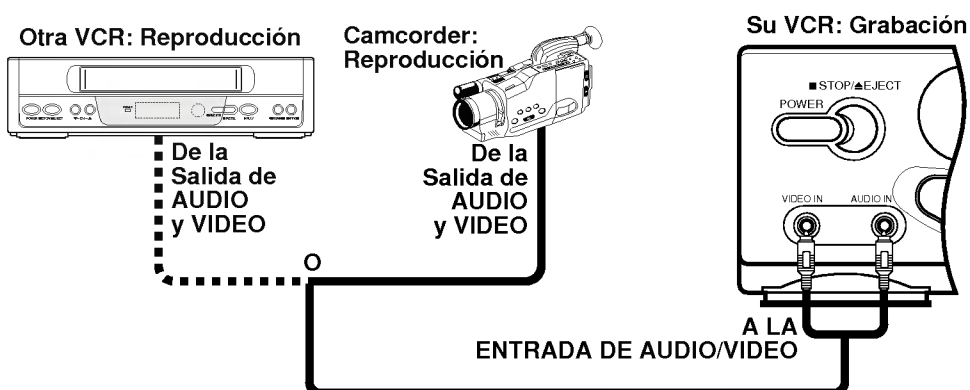 Otra VCR: Reproducción
Camcorder:
Reproducción
Su VCR: Grabación
■ STOP/▲EJECT
POWER
VIDEO IN
AUDIO IN
De la
Salida de
AUDIO
y VIDEO
De la
Salida de
AUDIO
y VIDEO
O
A LA
ENTRADA DE AUDIO/VIDEO